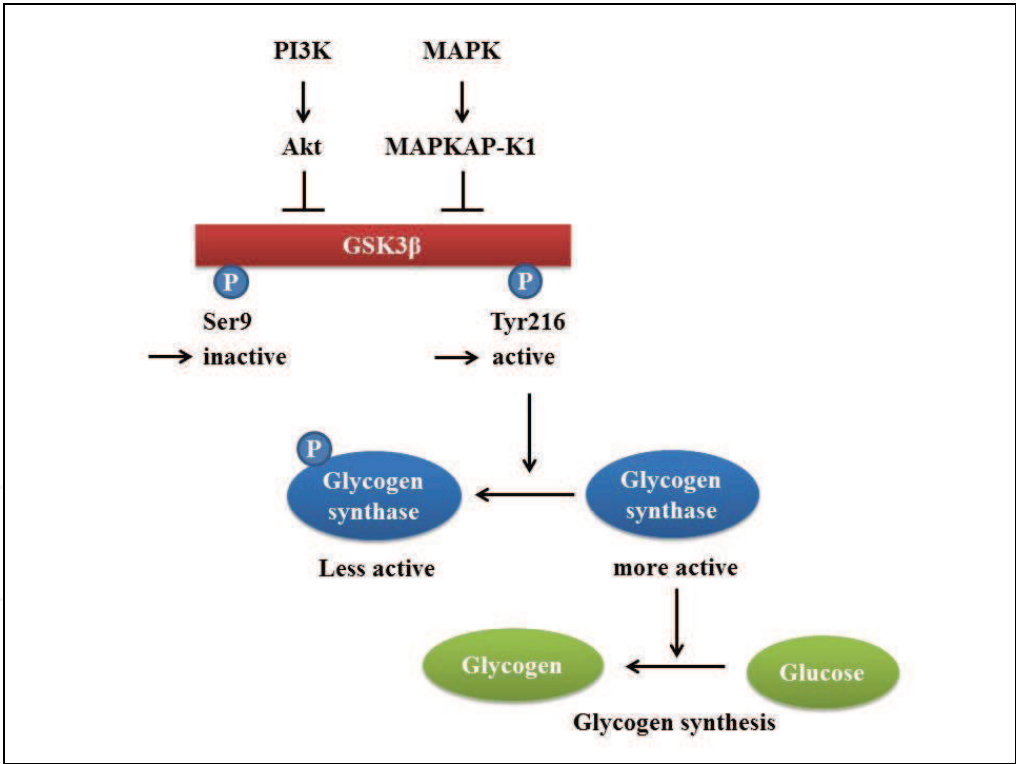 PI3K
MAPK
Akt
MAPKAP-K1
GSK3β
P
P
Ser9
Tyr216
inactive
active
P
Glycogen
synthase
Glycogen
synthase
Less active
more active
Glycogen
Glucose
Glycogen synthesis